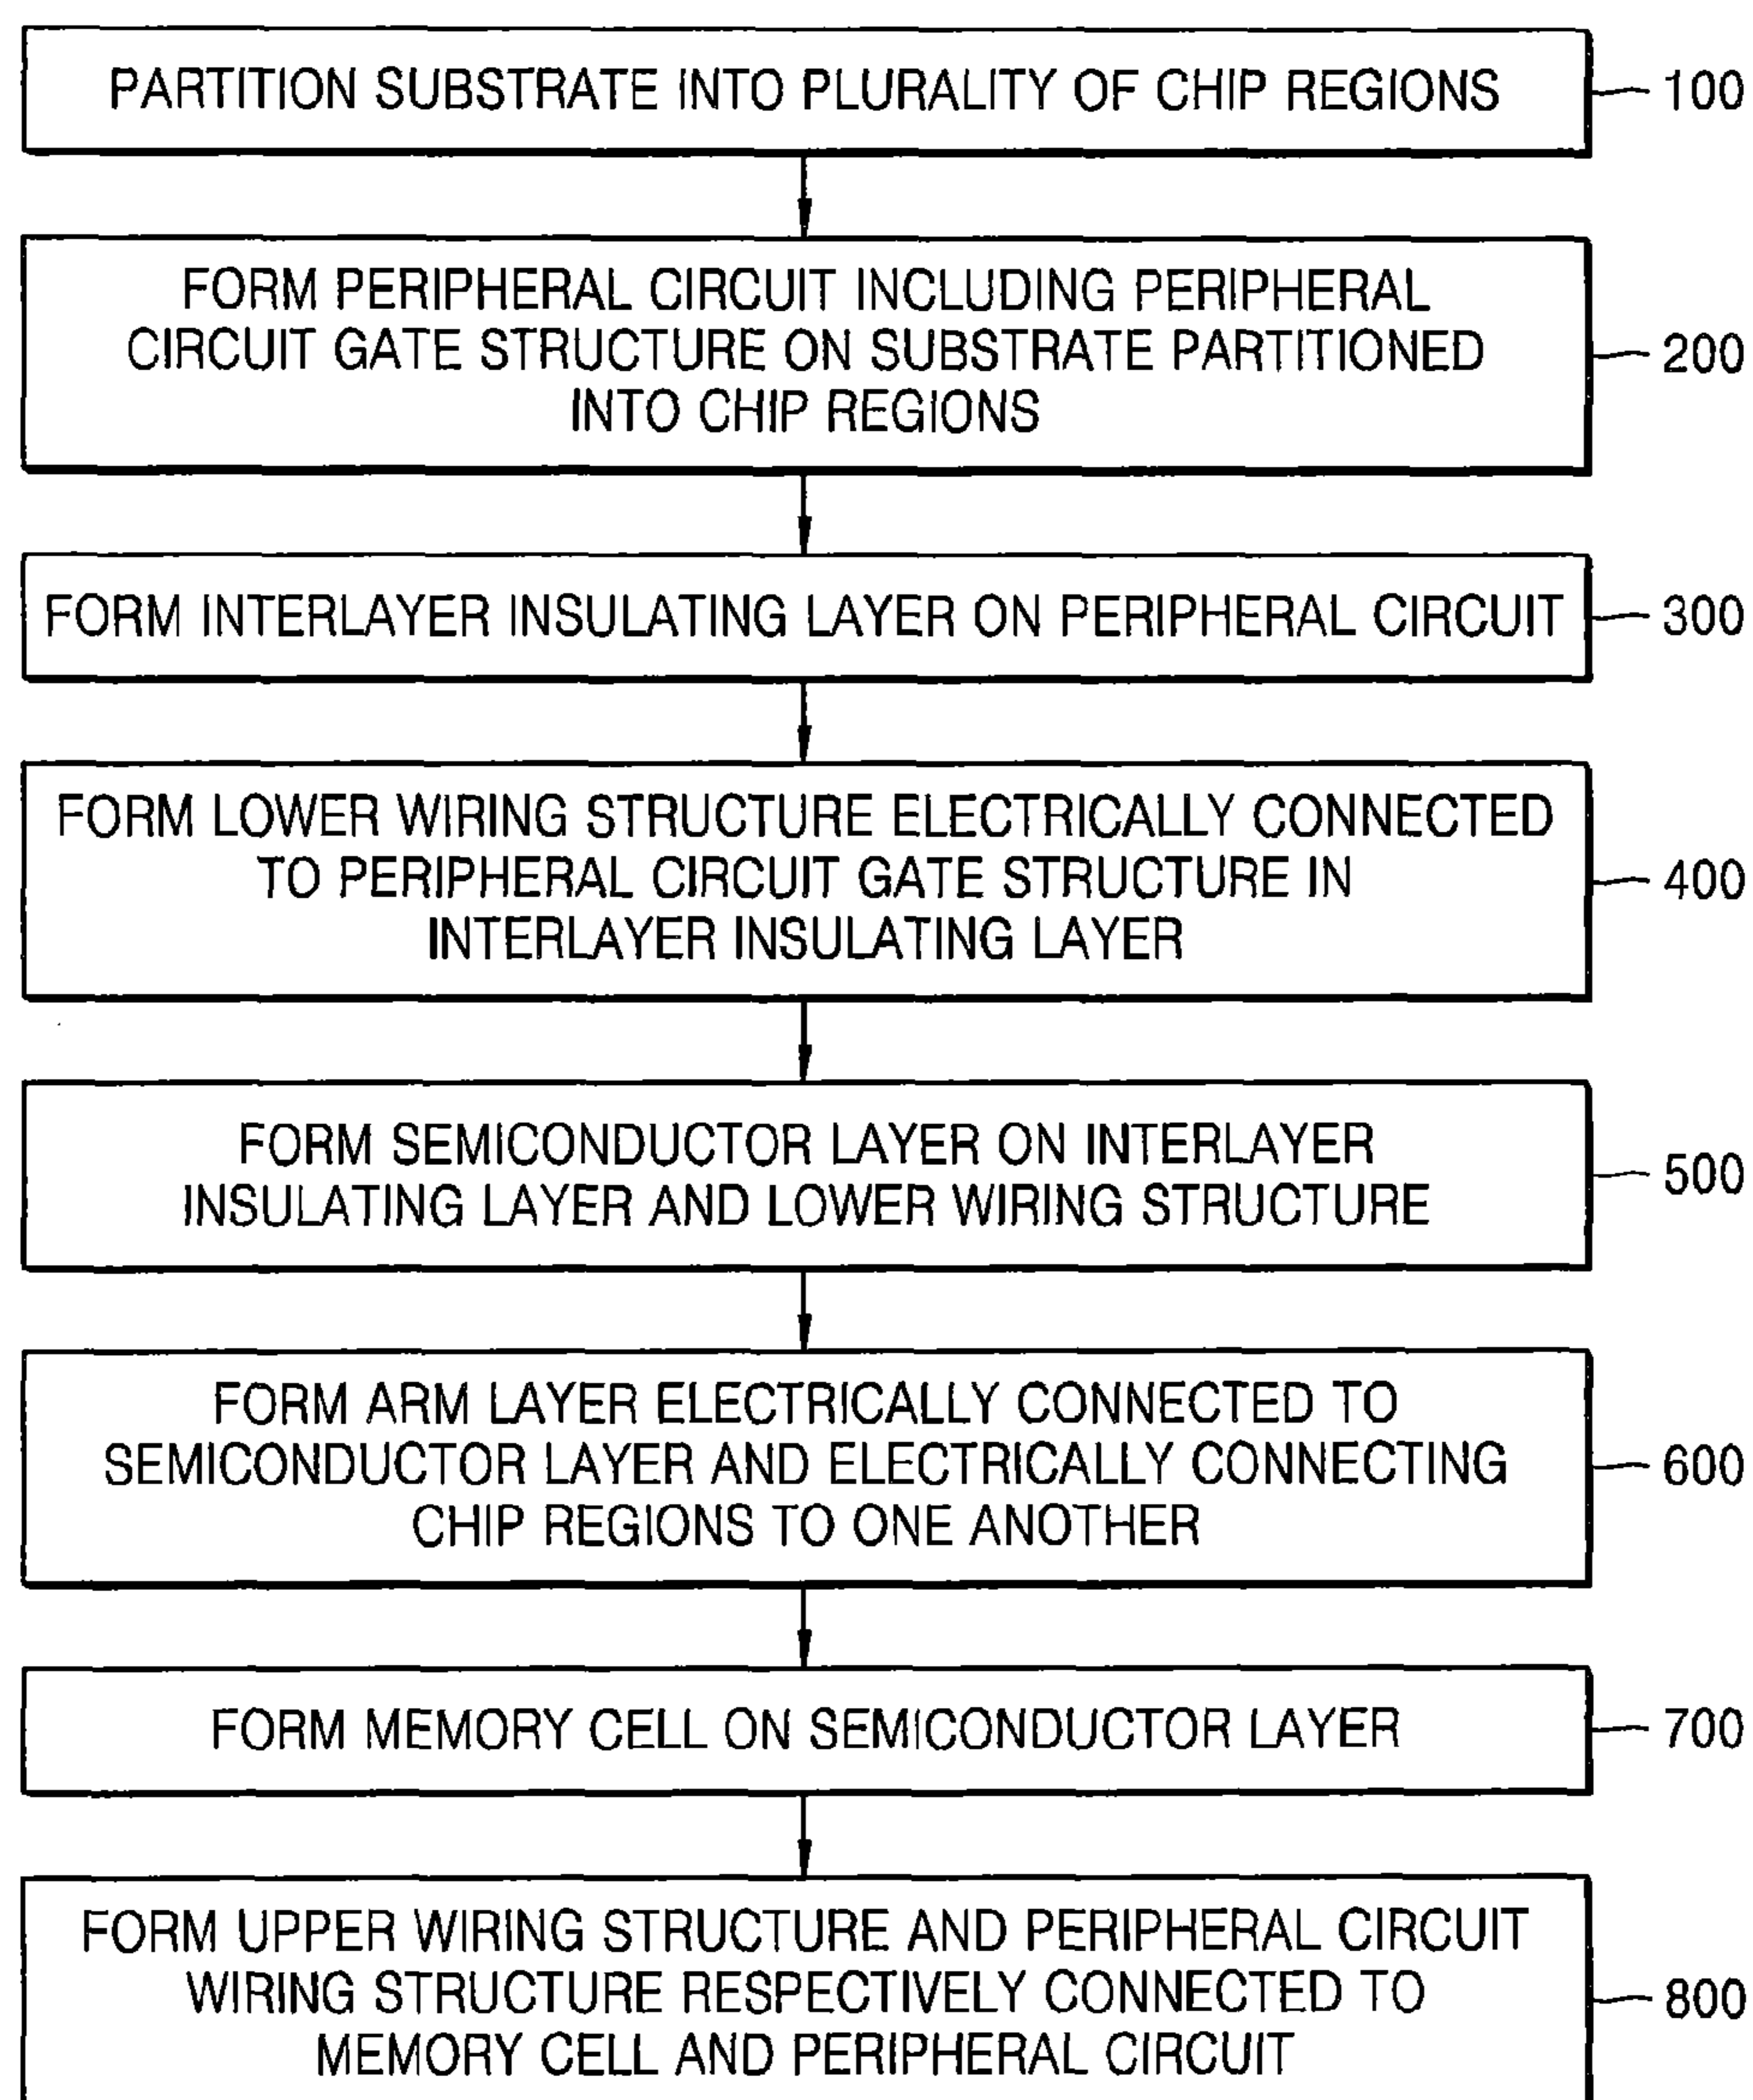 PARTITION SUBSTRATE INTO PLURALITY OF CHIP REGIONS
100
FORM PERIPHERAL CIRCUIT INCLUDING PERIPHERAL
CIRCUIT GATE STRUCTURE ON SUBSTRATE PARTITIONED
INTO CHIP REGIONS
200
FORM INTERLAYER INSULATING LAYER ON PERIPHERAL CIRCUIT
300
FORM LOWER WIRING STRUCTURE ELECTRICALLY CONNECTED
TO PERIPHERAL CIRCUIT GATE STRUCTURE IN
INTERLAYER INSULATING LAYER
400
FORM SEMICONDUCTOR LAYER ON INTERLAYER
INSULATING LAYER AND LOWER WIRING STRUCTURE
500
FORM ARM LAYER ELECTRICALLY CONNECTED TO
SEMICONDUCTOR LAYER AND ELECTRICALLY CONNECTING
CHIP REGIONS TO ONE ANOTHER
600
FORM MEMORY CELL ON SEMICONDUCTOR LAYER
700
FORM UPPER WIRING STRUCTURE AND PERIPHERAL CIRCUIT
WIRING STRUCTURE RESPECTIVELY CONNECTED TO
MEMORY CELL AND PERIPHERAL CIRCUIT
800